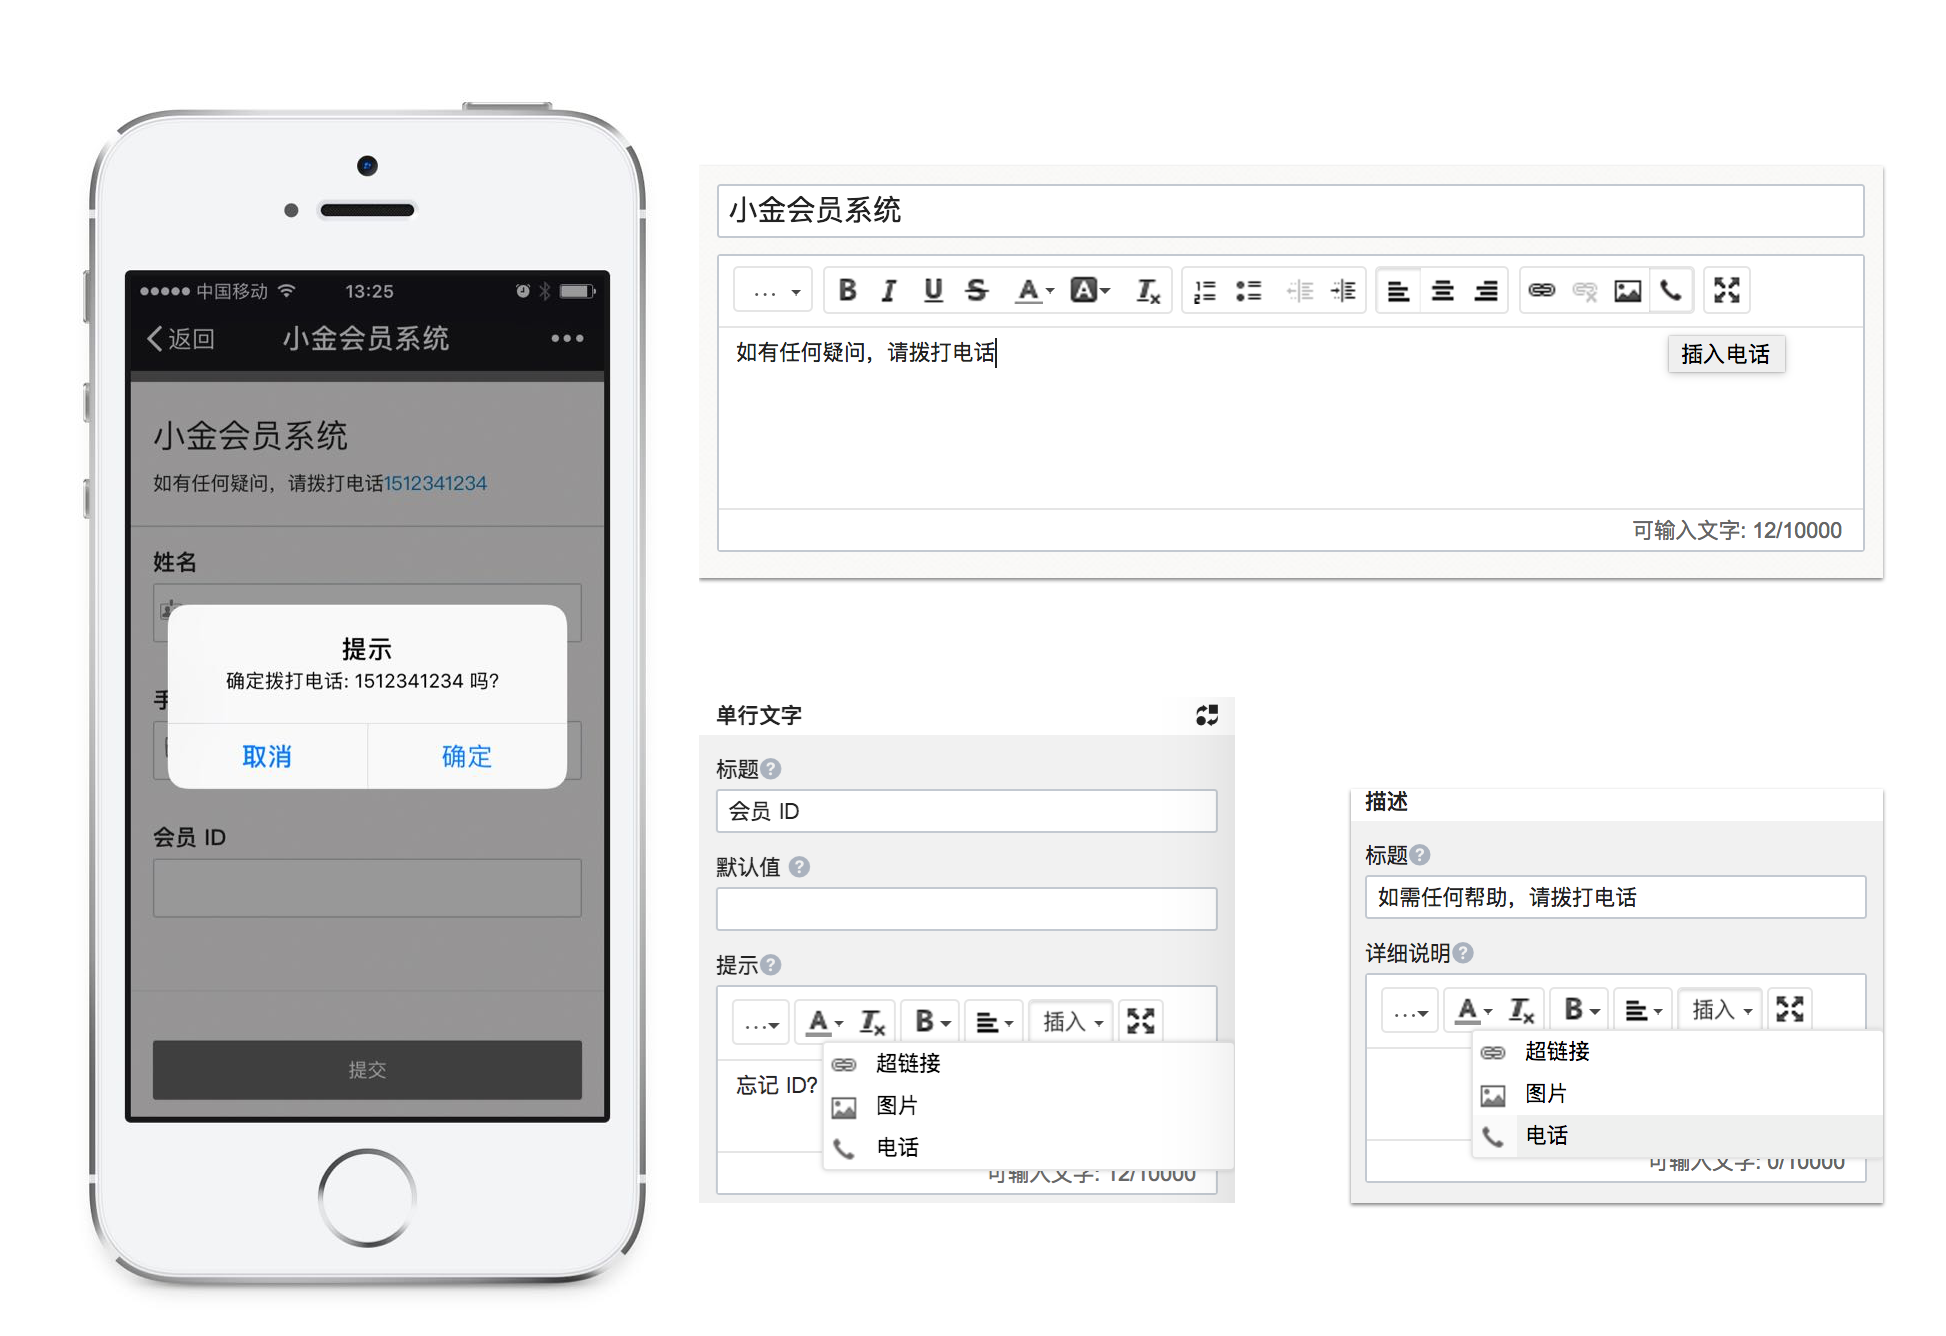 中国移动 13:25
返回 小金会员系统
小金会员系统
如有任何疑问，请拨打电话1512341234
姓名
提示
确定拨打电话: 1512341234 吗?
手
取消 确定
会员 ID
提交
小金会员系统
... B I U S A A Tx
如有任何疑问，请拨打电话
插入电话
可输入文字: 12/10000
单行文字
标题?
会员 ID
默认值 ?
提示?
... A Tx B 插入
忘记 ID?
超链接
图片
电话
可输入文字: 12/10000
描述
标题?
如需任何帮助，请拨打电话
详细说明?
... A Tx B 插入
超链接
图片
电话
可输入文字: 0/10000